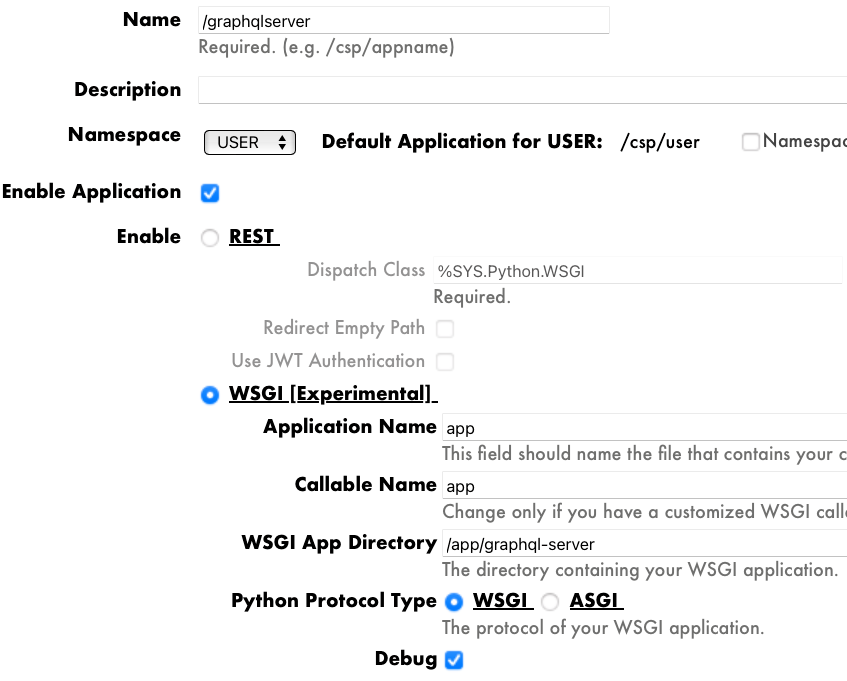 Name /graphqlserver
Required. (e.g. /csp/appname)
Description
Namespace USER Default Application for USER: /csp/user Namespac
Enable Application
Enable REST
Dispatch Class %SYS.Python.WSGI
Required.
Redirect Empty Path
Use JWT Authentication
WSGI [Experimental]
Application Name app
This field should name the file that contains your c
Callable Name app
Change only if you have a customized WSGI calla
WSGI App Directory /app/graphql-server
The directory containing your WSGI application.
Python Protocol Type WSGI ASGI
The protocol of your WSGI application.
Debug